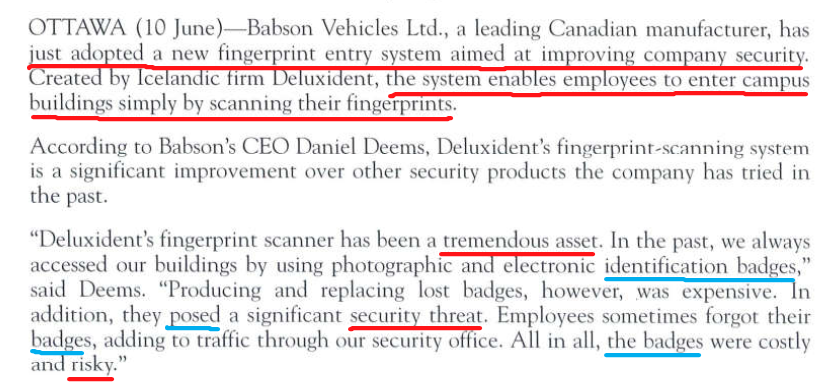 OTTAWA (10 June)—Babson Vehicles Ltd., a leading Canadian manufacturer, has
just adopted a new fingerprint entry system aimed at improving company security.
Created by Icelandic firm Deluxident, the system enables employees to enter campus
buildings simply by scanning their fingerprints.
According to Babson's CEO Daniel Deems, Deluxident's fingerprint-scanning system
is a significant improvement over other security products the company has tried in
the past.
“Deluxident's fingerprint scanner has been a tremendous asset. In the past, we always
accessed our buildings by using photographic and electronic identification badges,”
said Deems. “Producing and replacing lost badges, however, was expensive. In
addition, they posed a significant security threat. Employees sometimes forgot their
badges, adding to traffic through our security office. All in all, the badges were costly
and risky.”